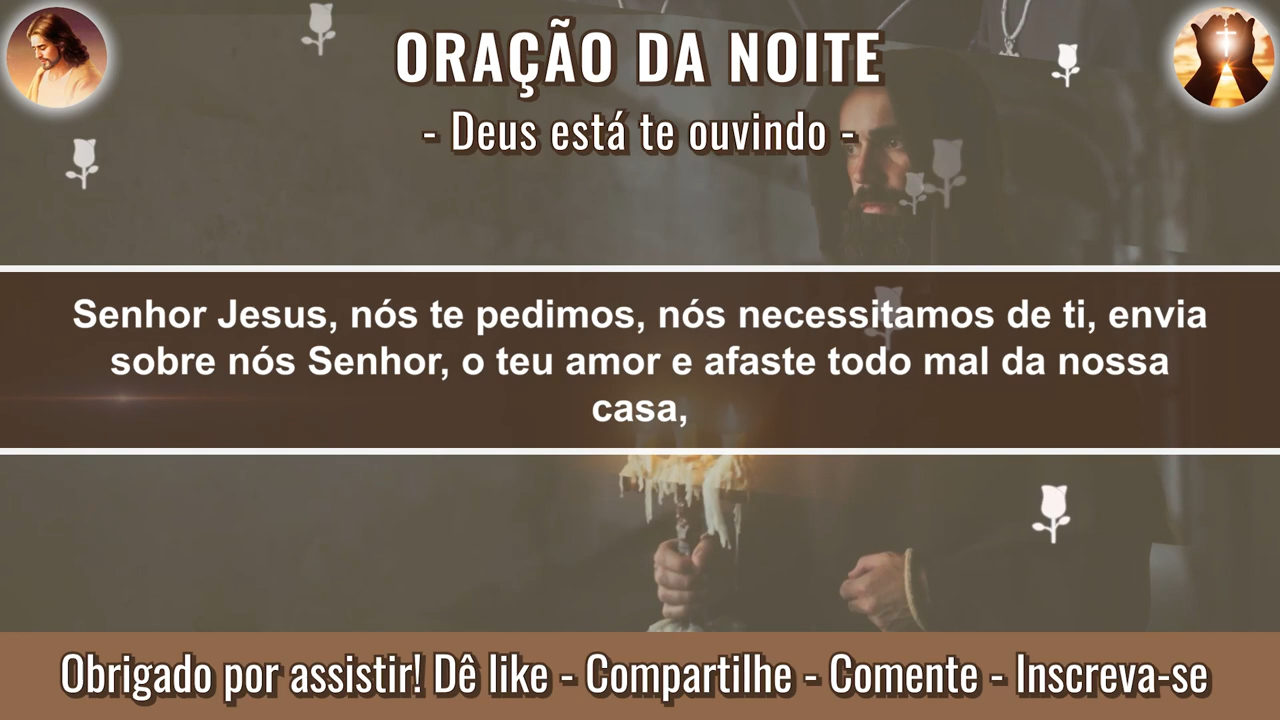 ORAÇÃO DA NOITE
- Deus está te ouvindo -
Senhor Jesus, nós te pedimos, nós necessitamos de ti, envia
sobre nós Senhor, o teu amor e afaste todo mal da nossa
casa,
Obrigado por assistir! Dê like - Compartilhe - Comente - Inscreva-se